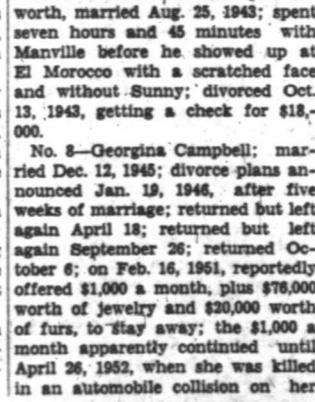 worth, married Aug. 25, 1943; spent
seven hours and 45 minutes with
Manville before he showed up at
El Morocco with a scratched face
and without Sunny; divorced Oct.
13, 1943, getting a check for $18,-
000.
No. 8—Georgina Campbell; mar-
ried Dec. 12, 1945; divorce plans an-
nounced Jan. 19, 1946, after five
weeks of marriage; returned but left
again April 18; returned but left
again September 26; returned Oc-
tober 6; on Feb. 16, 1951, reportedly
offered $1,000 a month, plus $76,000
worth of jewelry and $20,000 worth
of furs, to stay away; the $1,000 a
month apparently continued until
April 26, 1952, when she was killed
in an automobile collision on her